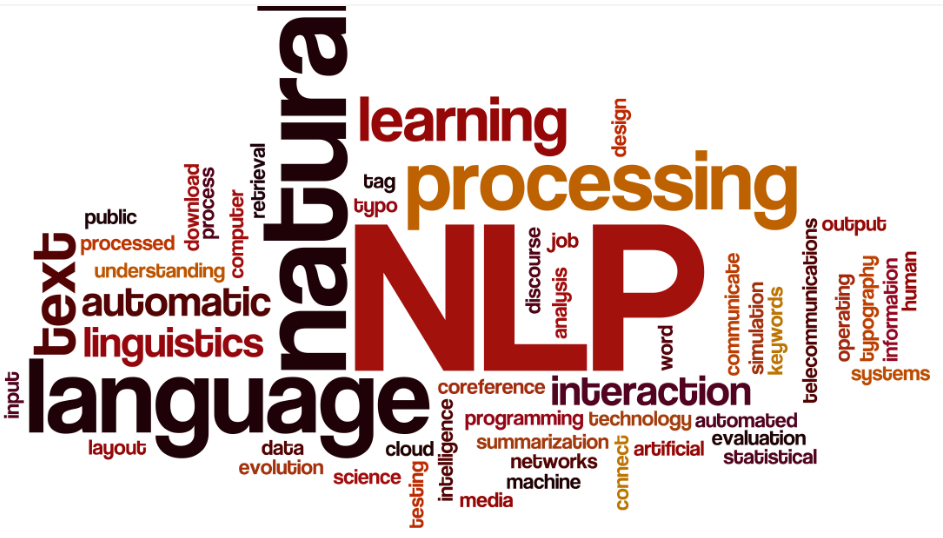 natural
learning
design
processing
retrieval
tag
typo
download
process
computer
public
processed
understanding
text
automatic
linguistics
NLP
discourse
job
analysis
word
communicate
simulation
keywords
telecommunications
output
operating
typography
information
human
systems
input
language
coreference
interaction
programming
technology
automated
layout
data
cloud
intelligence
summarization
evaluation
evolution
science
testing
networks
connect
artificial
statistical
machine
media